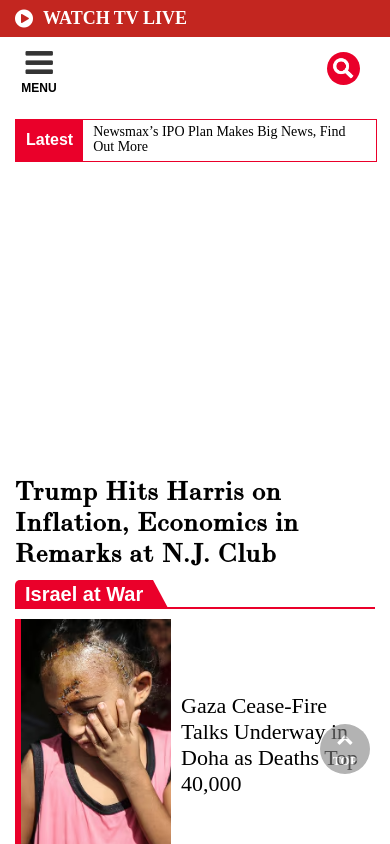 WATCH TV LIVE
MENU
Latest
Newsmax’s IPO Plan Makes Big News, Find
Out More
Trump Hits Harris on
Inflation, Economics in
Remarks at N.J. Club
Israel at War
Gaza Cease-Fire
Talks Underway in
Doha as Deaths Top
40,000
TOP